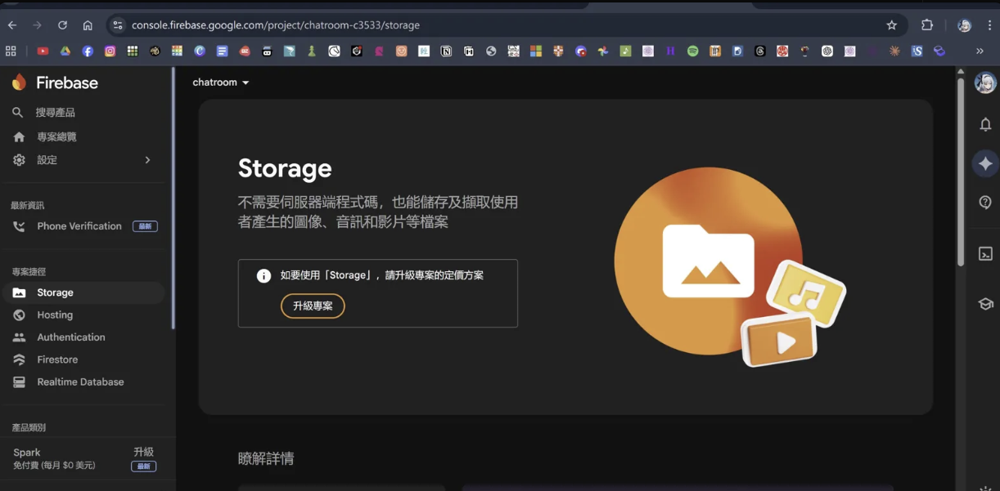 console.firebase.google.com/project/chatroom-c3533/storage
Firebase
搜尋產品
專案總覽
設定
最新資訊
Phone Verification
最新
專案捷徑
Storage
Hosting
Authentication
Firestore
Realtime Database
產品類別
Spark
免付費 (每月 $0 美元)
升級
最新
chatroom
Storage
不需要伺服器端程式碼，也能儲存及擷取使用
者產生的圖像、音訊和影片等檔案
如要使用「Storage」，請升級專案的定價方案
升級專案
瞭解詳情